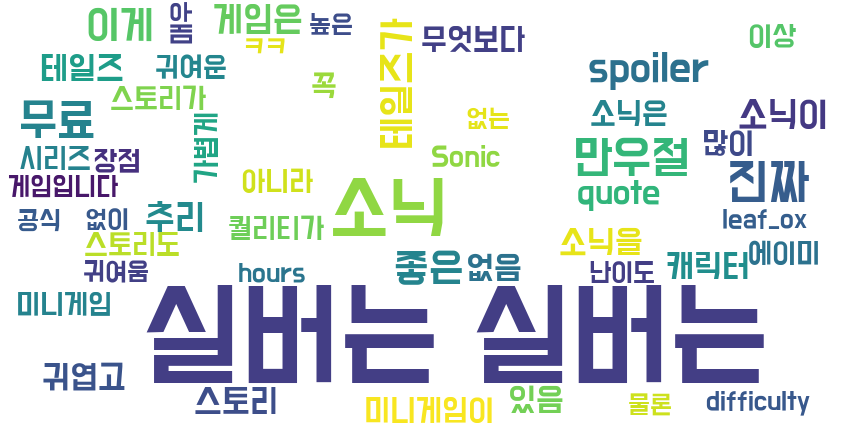 이게
아
게임은
높은
ㅋㅋ
무엇보다
이상
테일즈가
테일즈
귀여운
spoiler
꼭
스토리가
무료
소닉은
소닉이
없는
가볍게
시리즈
장점
만우절
많이
Sonic
진짜
게임입니다
아니라
quote
소닉
공식
없이
추리
퀄리티가
leaf_ox
스토리도
소닉을
에이미
귀여움
hours
좋은
없음
난이도
캐릭터
미니게임
실버는 실버는
귀엽고
스토리
미니게임이
있음
물론
difficulty